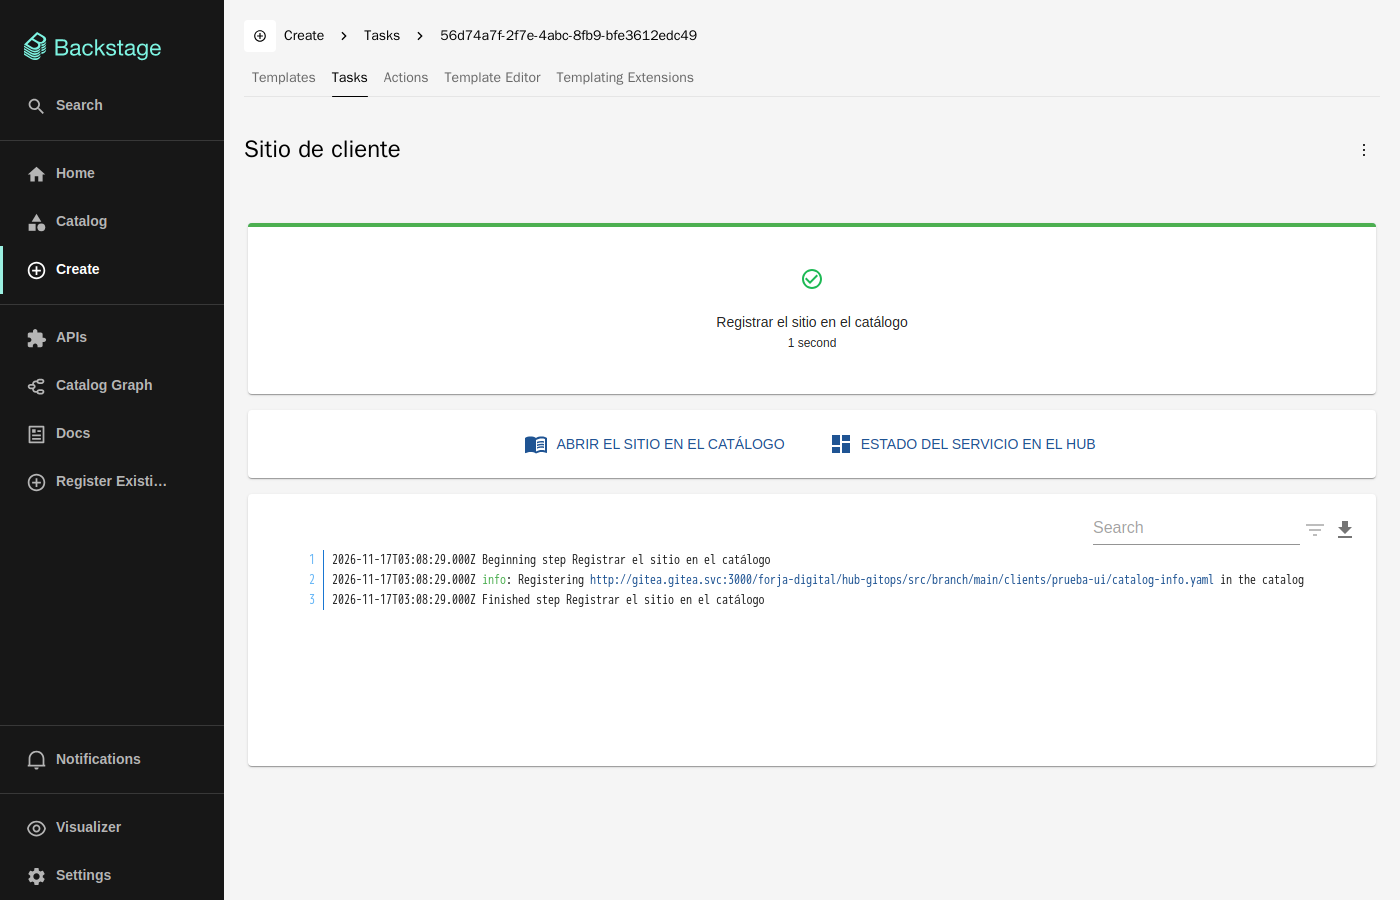 Backstage
Search
Home
Catalog
Create
APIs
Catalog Graph
Docs
Register Existi...
Notifications
Visualizer
Settings
Create > Tasks > 56d74a7f-2f7e-4abc-8fb9-bfe3612edc49
Templates Tasks Actions Template Editor Templating Extensions
Sitio de cliente
Registrar el sitio en el catálogo
1 second
ABRIR EL SITIO EN EL CATÁLOGO ESTADO DEL SERVICIO EN EL HUB
Search
1 2026-11-17T03:08:29.000Z Beginning step Registrar el sitio en el catálogo
2 2026-11-17T03:08:29.000Z info: Registering http://gitea.gitea.svc:3000/forja-digital/hub-gitops/src/branch/main/clients/prueba-ui/catalog-info.yaml in the catalog
3 2026-11-17T03:08:29.000Z Finished step Registrar el sitio en el catálogo